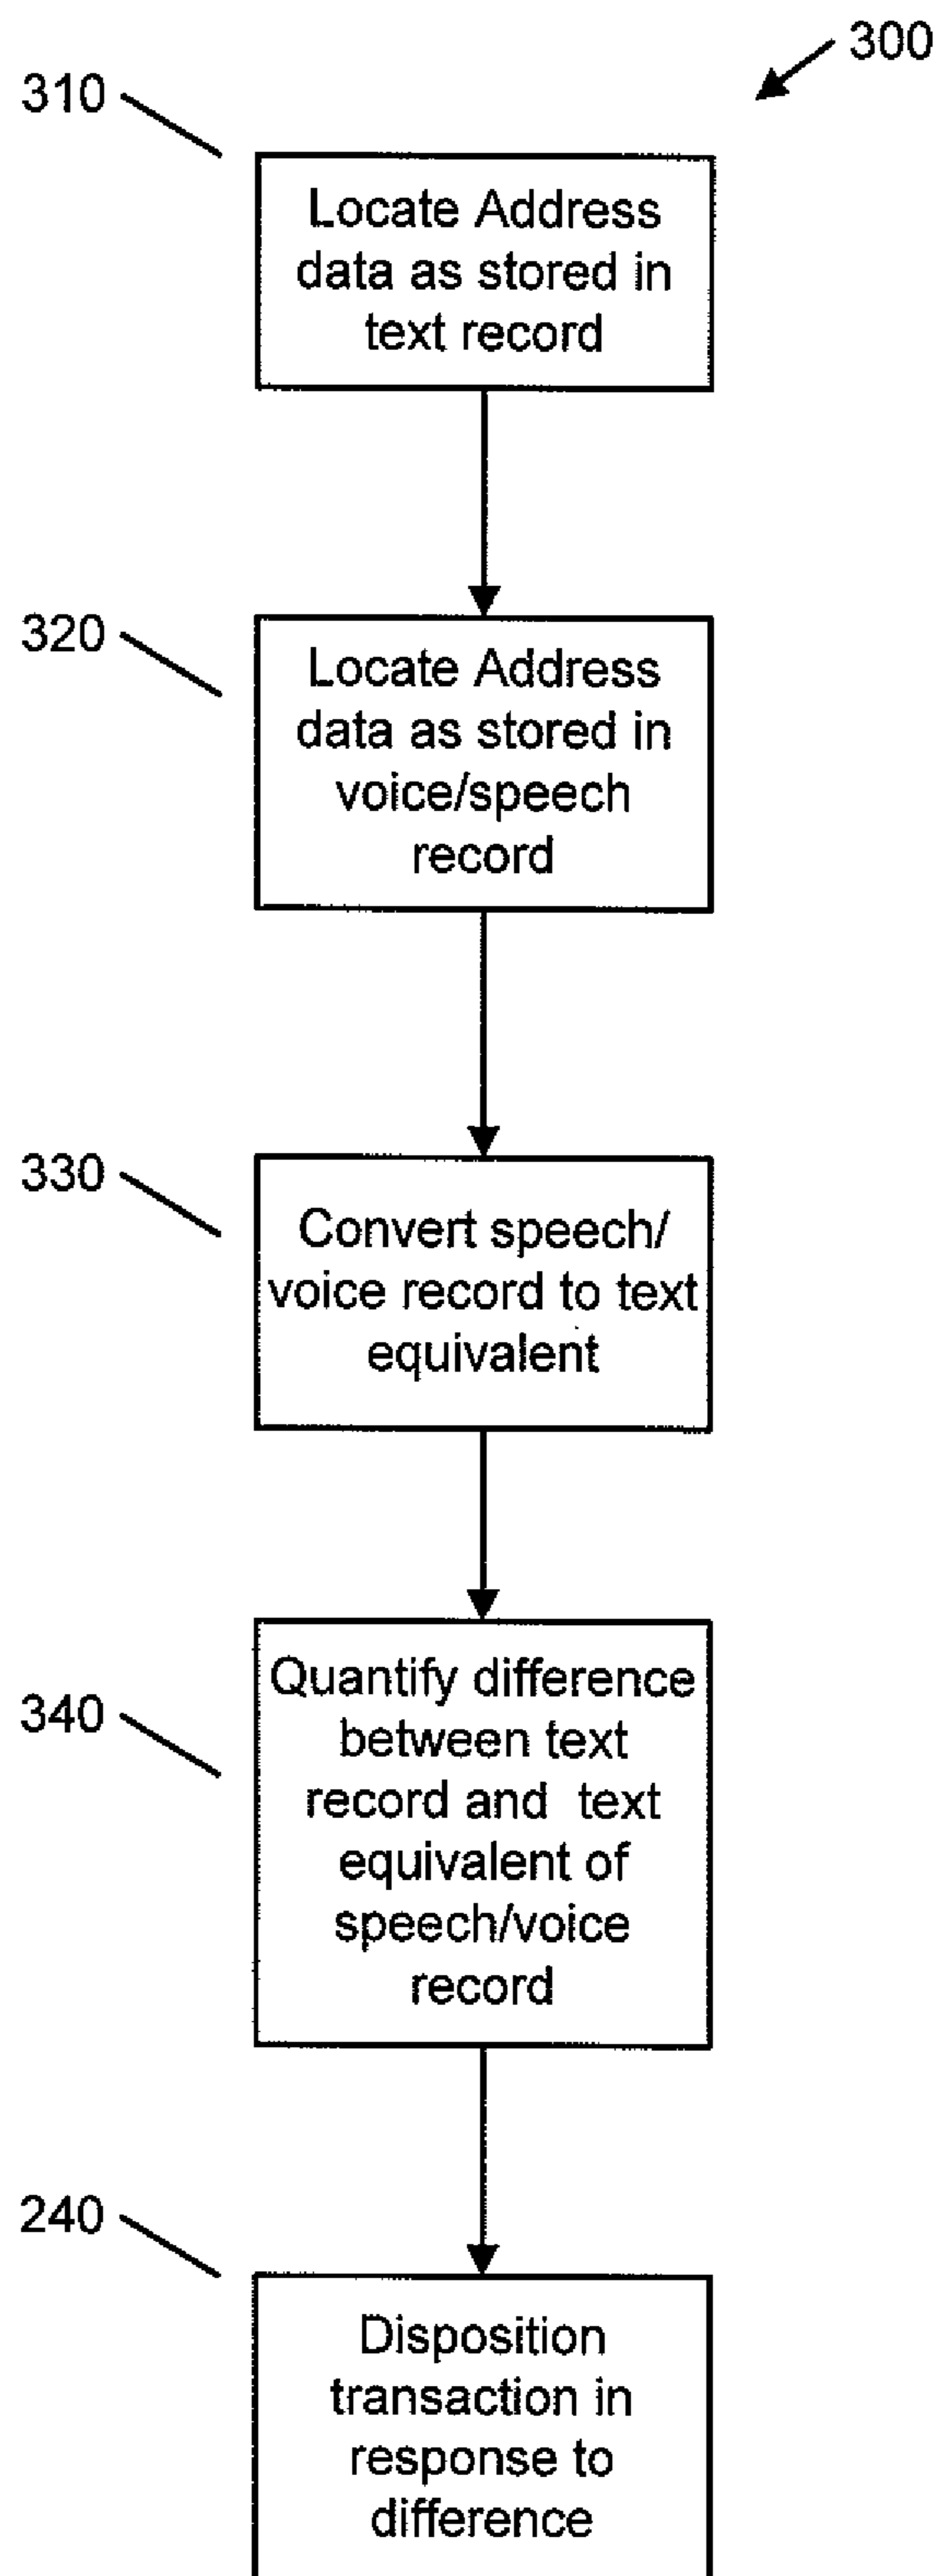 300
310
Locate Address
data as stored in
text record
320
Locate Address
data as stored in
voice/speech
record
330
Convert speech/
voice record to text
equivalent
340
Quantify difference
between text
record and text
equivalent of
speech/voice
record
240
Disposition
transaction in
response to
difference